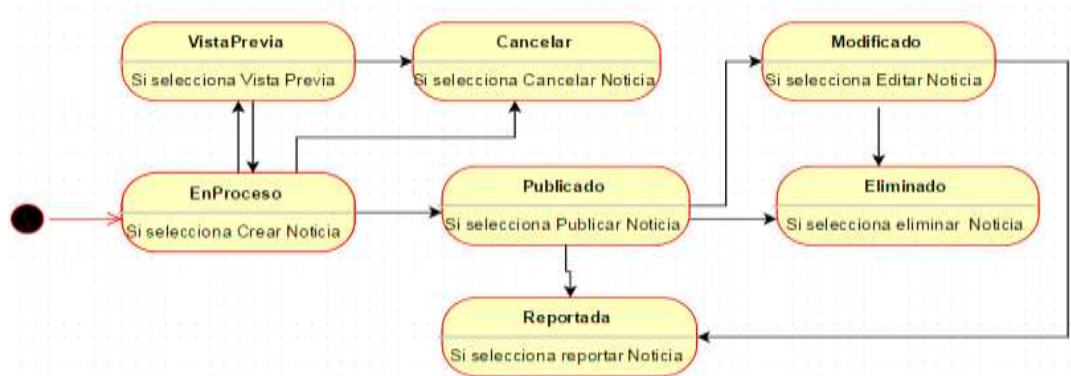 VistaPrevia
Si selecciona Vista Previa
Cancelar
Si selecciona Cancelar Noticia
Modificado
Si selecciona Editar Noticia
EnProceso
Si selecciona Crear Noticia
Publicado
Si selecciona Publicar Noticia
Eliminado
Si selecciona eliminar Noticia
Reportada
Si selecciona reportar Noticia